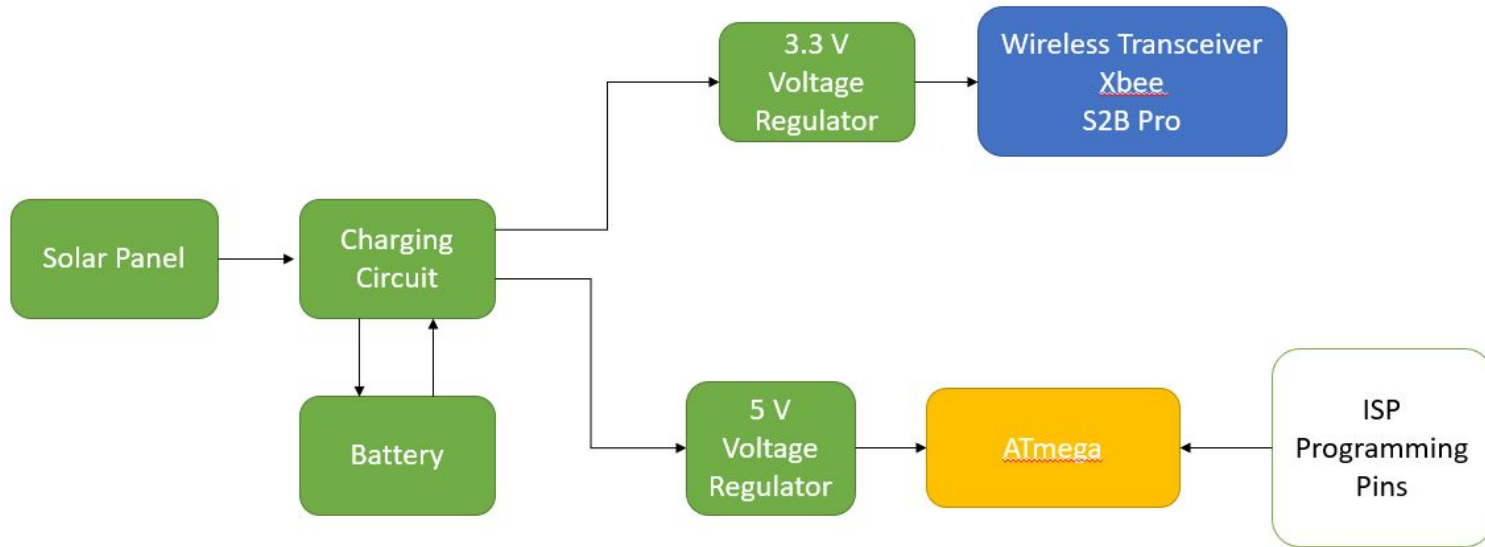 3.3 V
Voltage
Regulator
Wireless Transceiver
Xbee
S2B Pro
Solar Panel
Charging
Circuit
Battery
5 V
Voltage
Regulator
ATmega
ISP
Programming
Pins